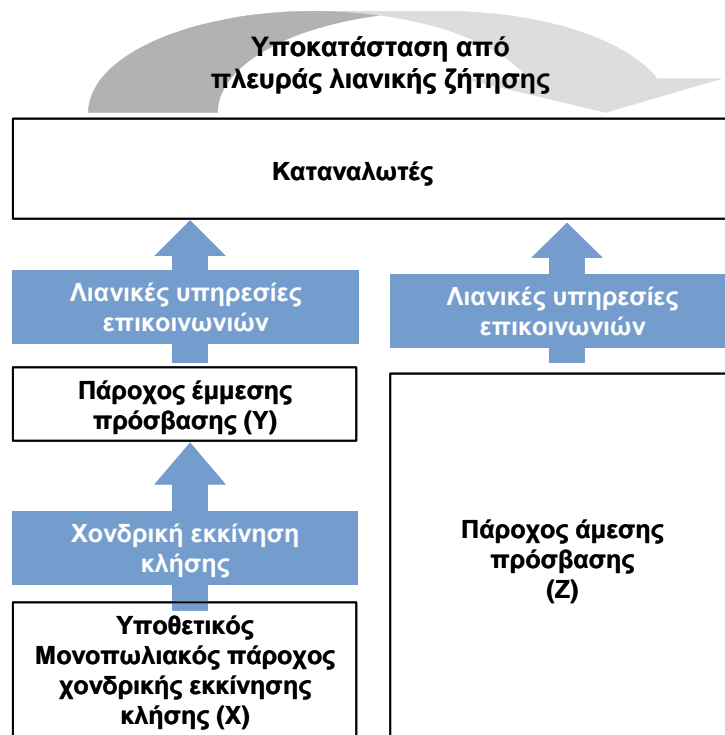 Υποκατάσταση από
πλευράς λιανικής ζήτησης
Καταναλωτές
Λιανικές υπηρεσίες
επικοινωνιών
Λιανικές υπηρεσίες
επικοινωνιών
Πάροχος έμμεσης
πρόσβασης (Υ)
Χονδρική εκκίνηση
κλήσης
Πάροχος άμεσης
πρόσβασης
(Ζ)
Υποθετικός
Μονοπωλιακός πάροχος
χονδρικής εκκίνησης
κλήσης (Χ)